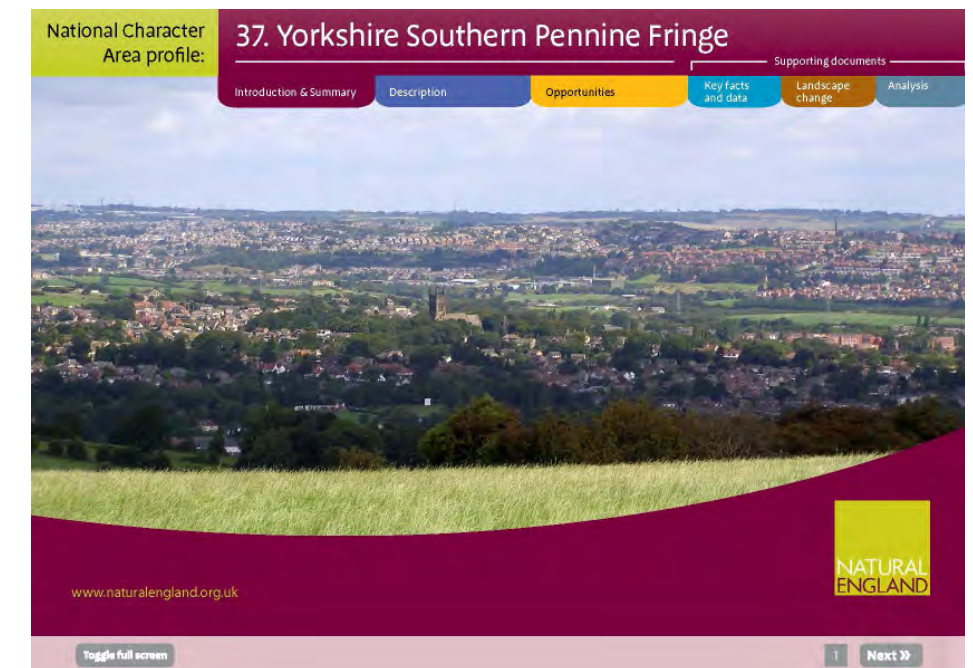 National Character
Area profile:
37. Yorkshire Southern Pennine Fringe
Supporting documents
Introduction & Summary
Description
Opportunities
Key facts
and data
Landscape
change
Analysis
NATURAL
ENGLAND
www.naturalengland.org.uk
Toggle full screen
1
Next »